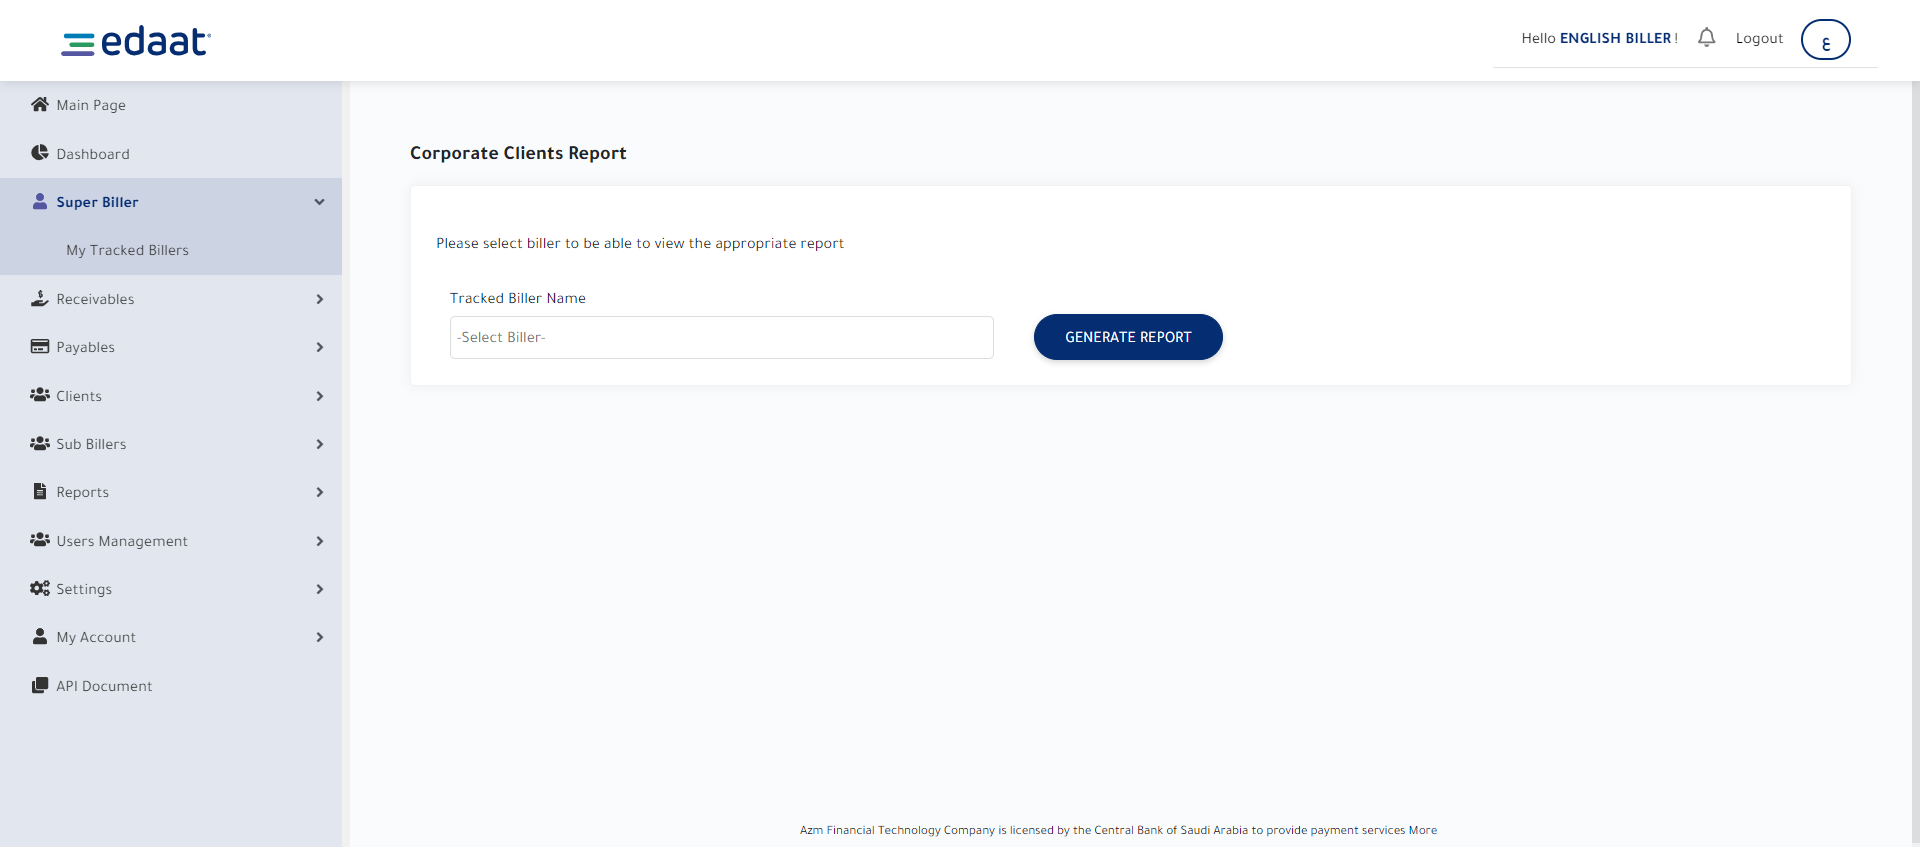 edaat
Hello ENGLISH BILLER !
Logout
ع
Main Page
Dashboard
Super Biller
My Tracked Billers
Receivables
Payables
Clients
Sub Billers
Reports
Users Management
Settings
My Account
API Document
Corporate Clients Report
Please select biller to be able to view the appropriate report
Tracked Biller Name
-Select Biller-
GENERATE REPORT
Azm Financial Technology Company is licensed by the Central Bank of Saudi Arabia to provide payment services More